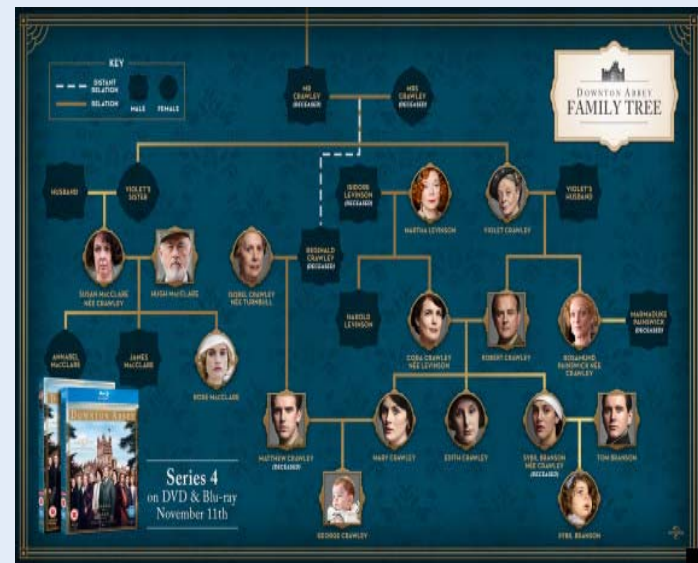 KEY
DISTANT
RELATION
RELATION
MALE
FEMALE
MR
CRAWLEY
(DECEASED)
MRS
CRAWLEY
(DECEASED)
DOWNTON ABBEY
FAMILY TREE
HUSBAND
VIOLET'S
SISTER
ISIDORE
LEVINSON
(DECEASED)
MARTHA LEVINSON
VIOLET CRAWLEY
VIOLET'S
HUSBAND
SUSAN MACCLARE
NÉE CRAWLEY
HUGH MACCLARE
ISOBEL CRAWLEY
NÉE TURNBULL
REGINALD
CRAWLEY
(DECEASED)
HAROLD
LEVINSON
CORA CRAWLEY
NÉE LEVINSON
ROBERT CRAWLEY
ROSAMUND
PAINSWICK NÉE
CRAWLEY
MARMADUKE
PAINSWICK
(DECEASED)
ANNABEL
MACCLARE
JAMES
MACCLARE
ROSE MACCLARE
MATTHEW CRAWLEY
(DECEASED)
MARY CRAWLEY
EDITH CRAWLEY
SYBIL BRANSON
NÉE CRAWLEY
(DECEASED)
TOM BRANSON
GEORGE CRAWLEY
SYBIL BRANSON
DOWNTON ABBEY
Series 4
on DVD & Blu-ray
November 11th